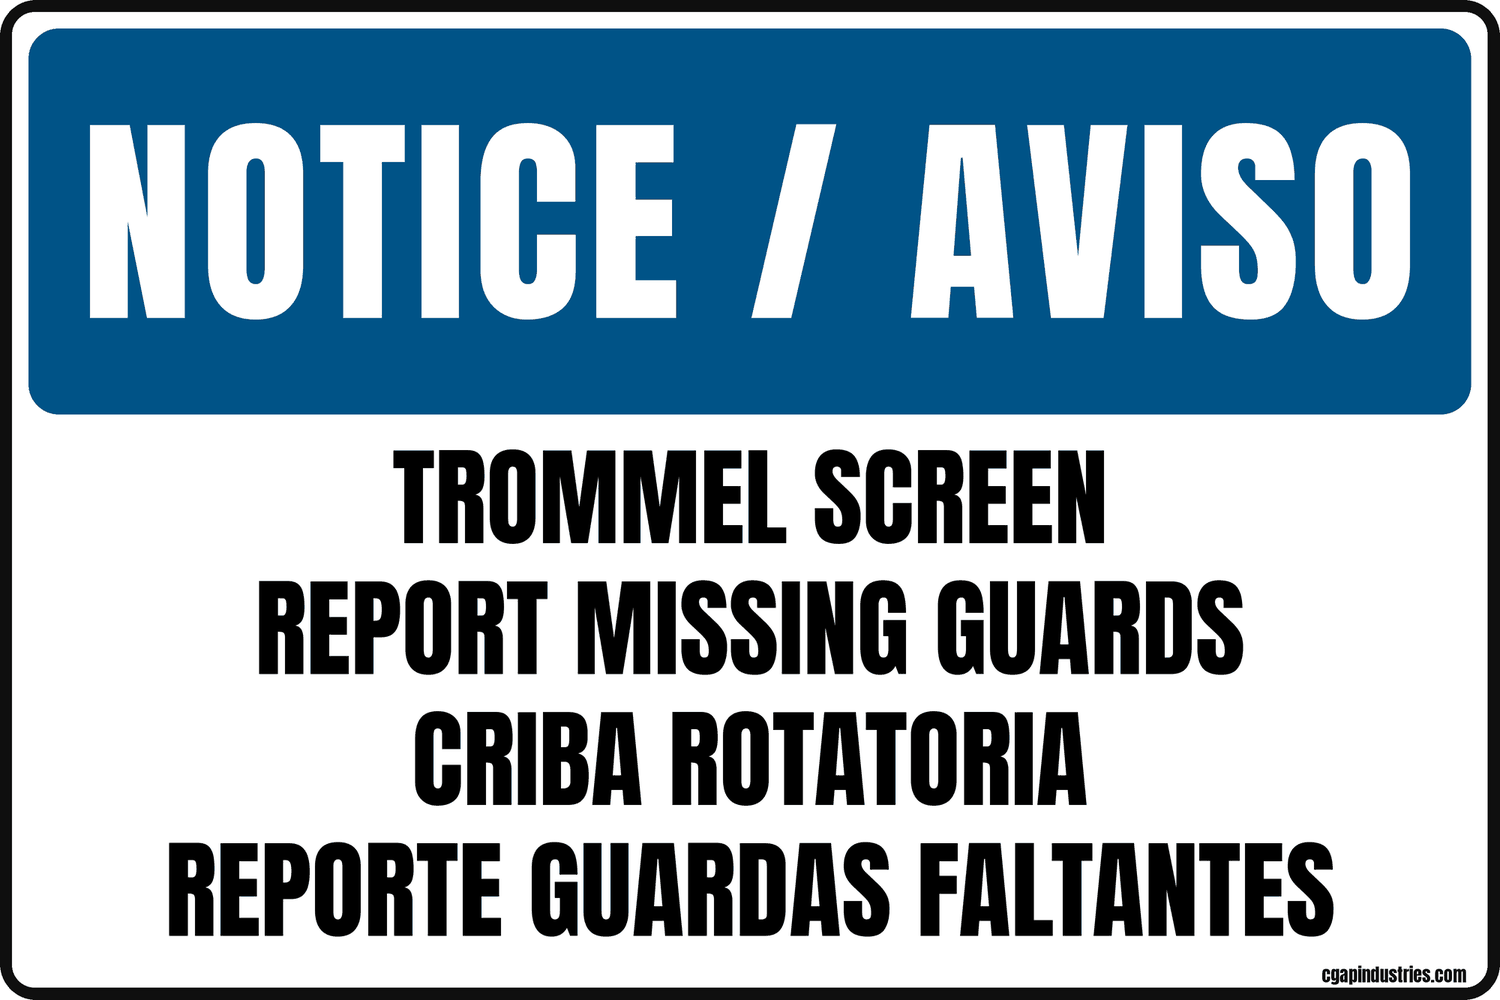 NOTICE / AVISO
TROMMEL SCREEN
REPORT MISSING GUARDS
CRIBA ROTATORIA
REPORTE GUARDAS FALTANTES
cgapindustries.com